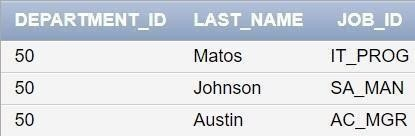 DEPARTMENT_ID LAST_NAME JOB_ID
50 Matos IT_PROG
50 Johnson SA_MAN
50 Austin AC_MGR